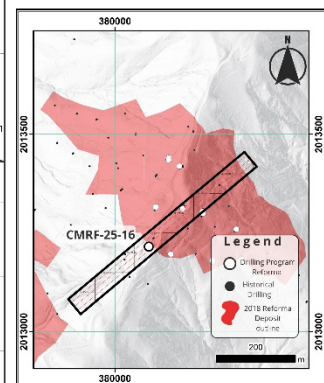 380000
N
2013500
2013500
CMRF-25-16
Legend
Drilling Program
Reforma
Historical
Drilling
2018 Reforma
Deposit
outline
2013000
2013000
200
m
380000